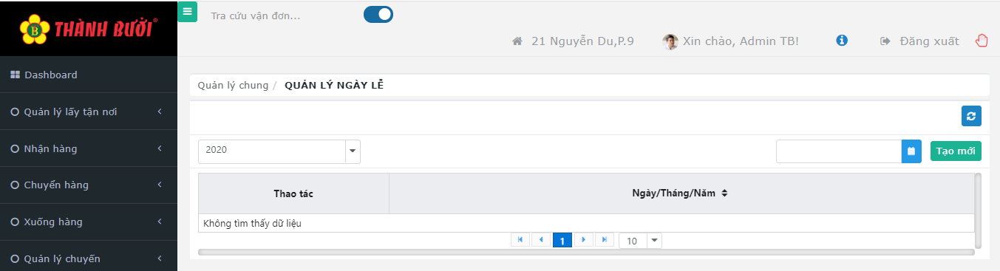 THÀNH BƯỞI®
Tra cứu vận đơn...
21 Nguyễn Du,P.9
Xin chào, Admin TB!
Đăng xuất
Dashboard
Quản lý lấy tận nơi
Nhận hàng
Chuyển hàng
Xuống hàng
Quản lý chuyến
Quản lý chung / QUẢN LÝ NGÀY LỄ
2020
Tạo mới
Thao tác
Ngày/Tháng/Năm
Không tìm thấy dữ liệu
1
10